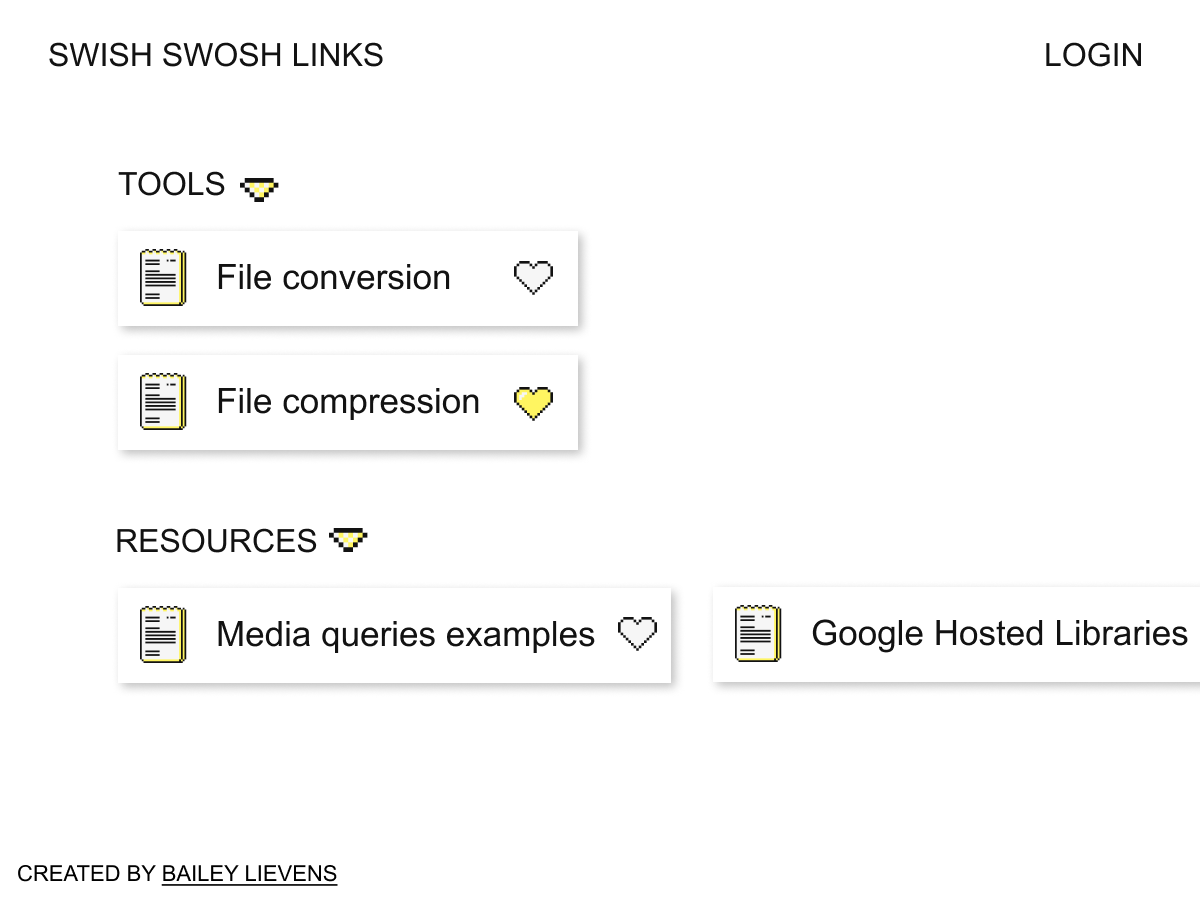 SWISH SWOSH LINKS
LOGIN
TOOLS
File conversion
File compression
RESOURCES
Media queries examples
Google Hosted Libraries
CREATED BY BAILEY LIEVENS